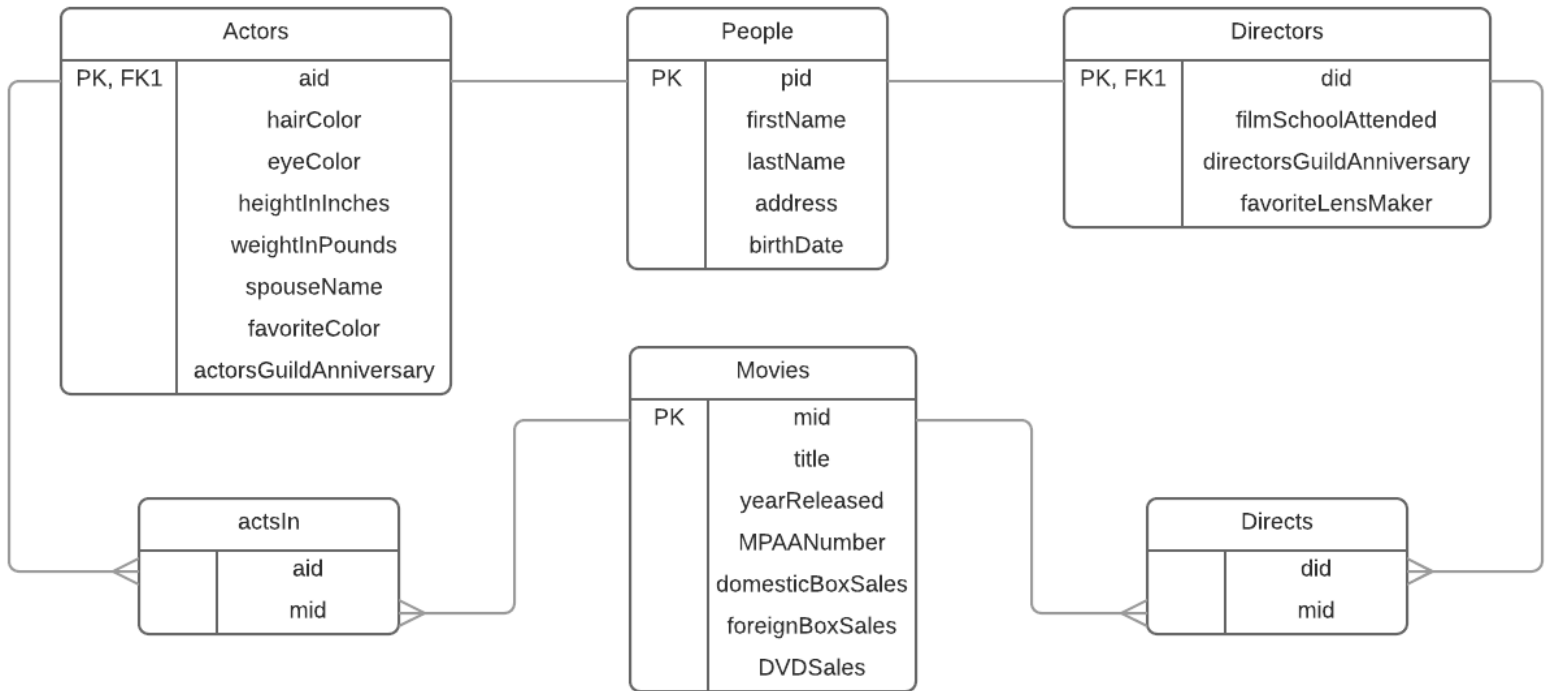 Actors
PK, FK1 aid
hairColor
eyeColor
heightInInches
weightInPounds
spouseName
favoriteColor
actorsGuildAnniversary
People
PK pid
firstName
lastName
address
birthDate
Directors
PK, FK1 did
filmSchoolAttended
directorsGuildAnniversary
favoriteLensMaker
actsIn
aid
mid
Movies
PK mid
title
yearReleased
MPAANumber
domesticBoxSales
foreignBoxSales
DVDSales
Directs
did
mid